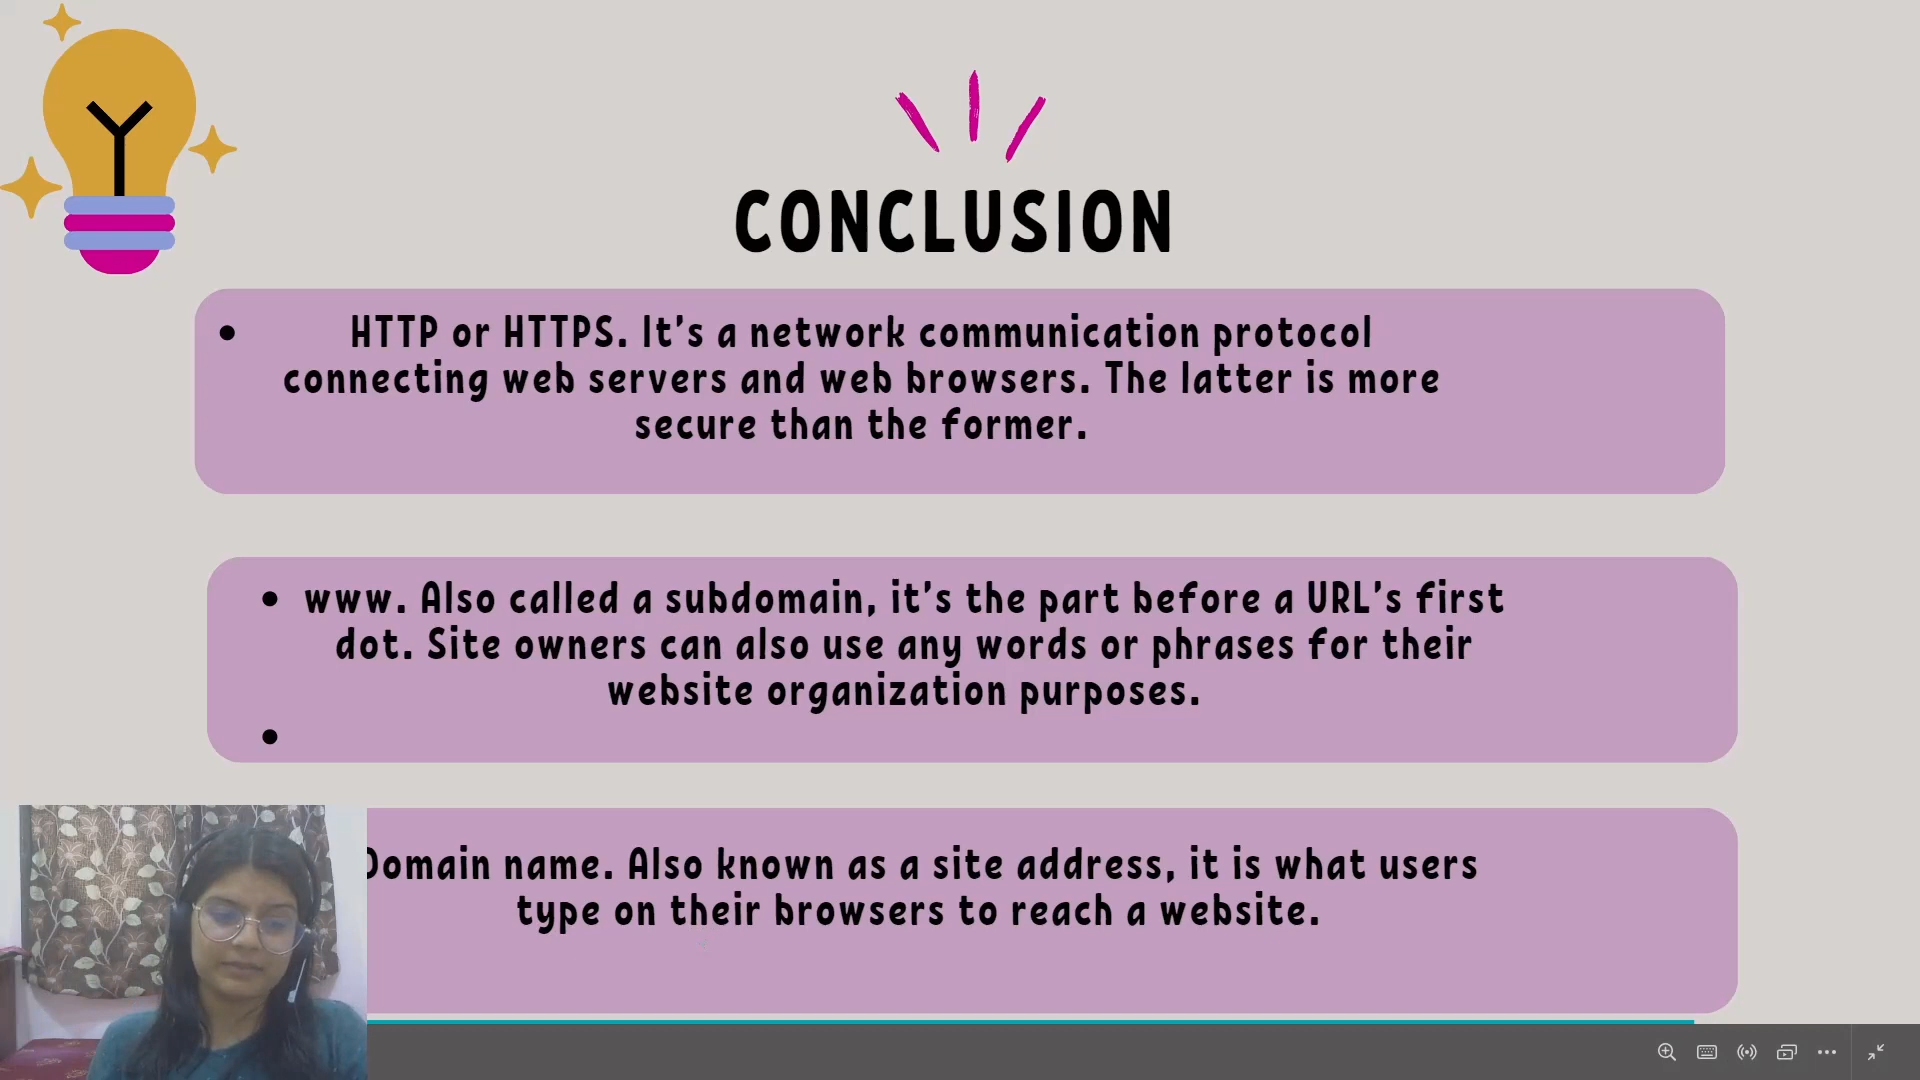 CONCLUSION
• HTTP or HTTPS. It's a network communication protocol
connecting web servers and web browsers. The latter is more
secure than the former.
• www. Also called a subdomain, it's the part before a URL's first
dot. Site owners can also use any words or phrases for their
website organization purposes.
•
Domain name. Also known as a site address, it is what users
type on their browsers to reach a website.